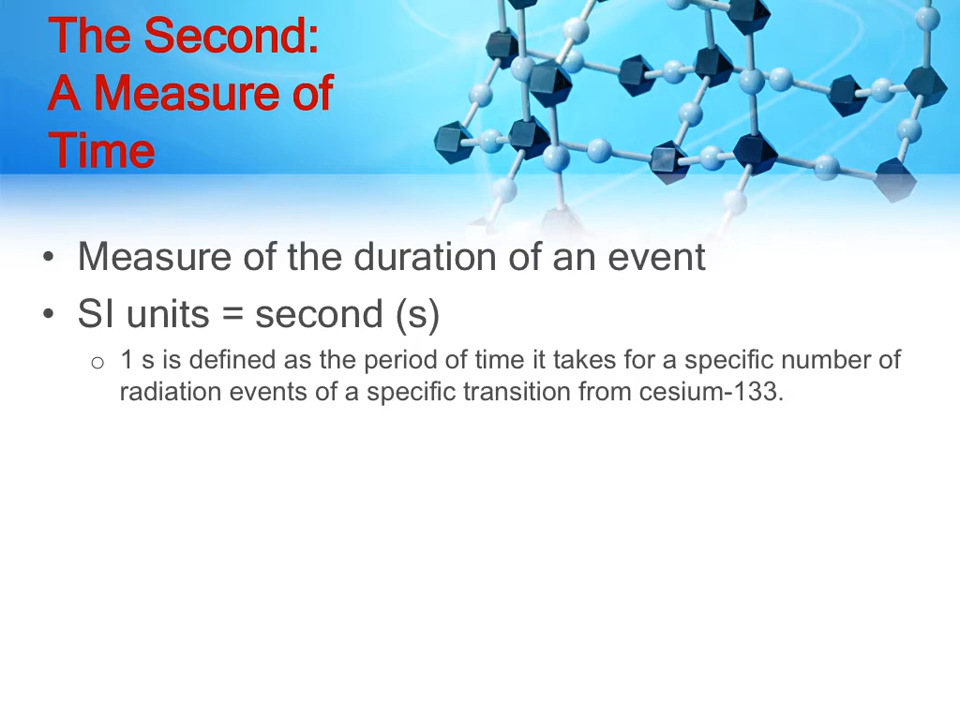 The Second:
A Measure of
Time
• Measure of the duration of an event
• SI units = second (s)
o 1 s is defined as the period of time it takes for a specific number of
radiation events of a specific transition from cesium-133.